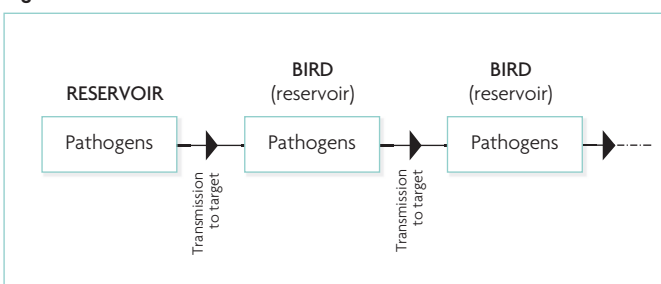 RESERVOIR
Pathogens
Transmission
to target
BIRD
(reservoir)
Pathogens
Transmission
to target
BIRD
(reservoir)
Pathogens